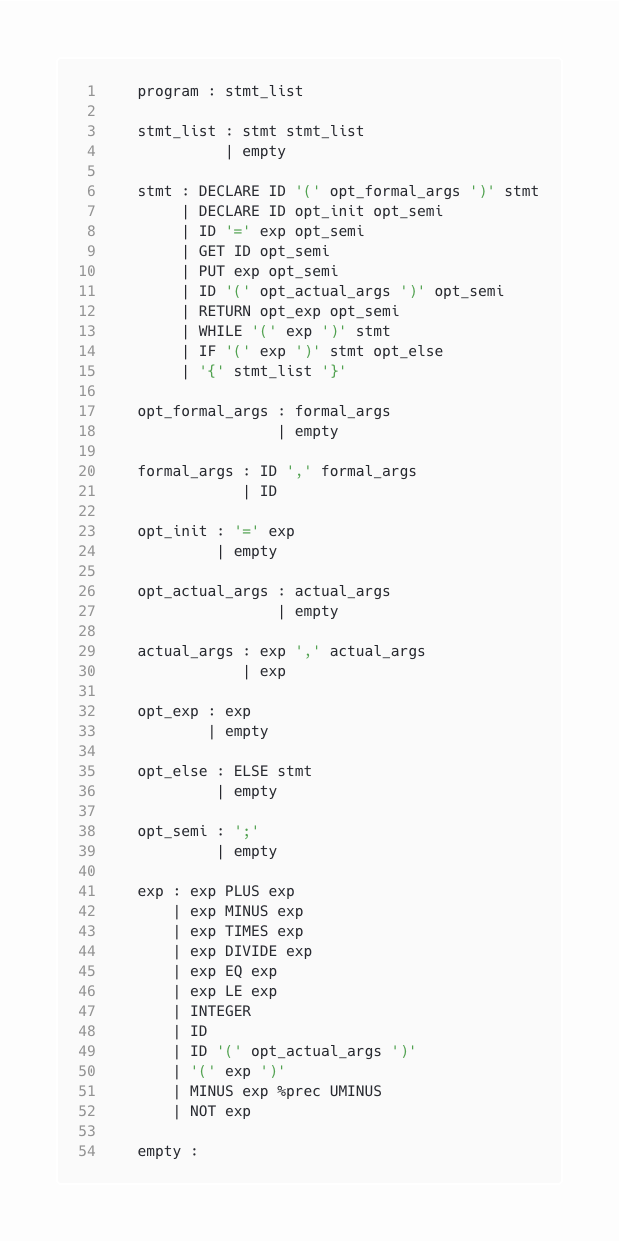 1 program : stmt_list
2
3 stmt_list : stmt stmt_list
4 | empty
5
6 stmt : DECLARE ID '(' opt_formal_args ')' stmt
7 | DECLARE ID opt_init opt_semi
8 | ID '=' exp opt_semi
9 | GET ID opt_semi
10 | PUT exp opt_semi
11 | ID '(' opt_actual_args ')' opt_semi
12 | RETURN opt_exp opt_semi
13 | WHILE '(' exp ')' stmt
14 | IF '(' exp ')' stmt opt_else
15 | '{' stmt_list '}'
16
17 opt_formal_args : formal_args
18 | empty
19
20 formal_args : ID ',' formal_args
21 | ID
22
23 opt_init : '=' exp
24 | empty
25
26 opt_actual_args : actual_args
27 | empty
28
29 actual_args : exp ',' actual_args
30 | exp
31
32 opt_exp : exp
33 | empty
34
35 opt_else : ELSE stmt
36 | empty
37
38 opt_semi : ';'
39 | empty
40
41 exp : exp PLUS exp
42 | exp MINUS exp
43 | exp TIMES exp
44 | exp DIVIDE exp
45 | exp EQ exp
46 | exp LE exp
47 | INTEGER
48 | ID
49 | ID '(' opt_actual_args ')'
50 | '(' exp ')'
51 | MINUS exp %prec UMINUS
52 | NOT exp
53
54 empty :